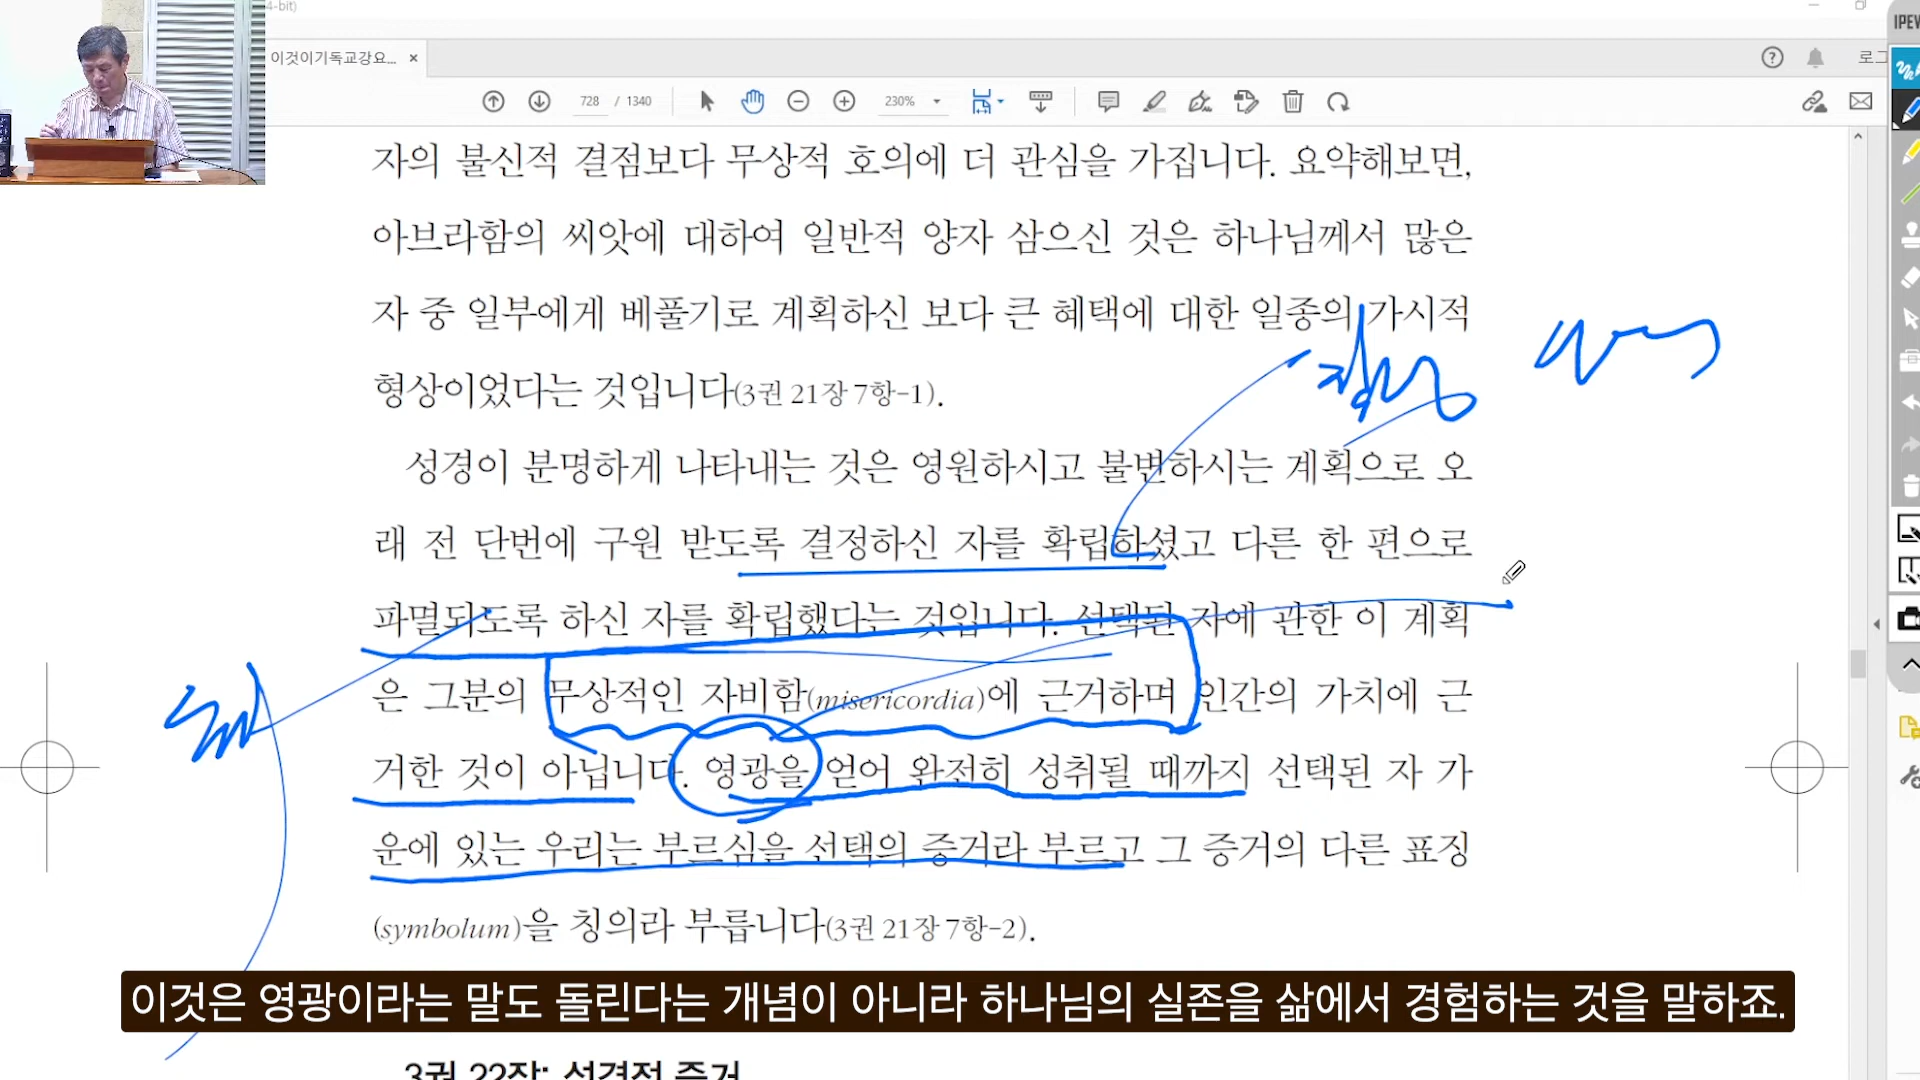 4-bit)
이것이기독교강요... ×
로그
IPEV
728 / 1340
230%
자의 불신적 결점보다 무상적 호의에 더 관심을 가집니다. 요약해보면,
아브라함의 씨앗에 대하여 일반적 양자 삼으신 것은 하나님께서 많은
자 중 일부에게 베풀기로 계획하신 보다 큰 혜택에 대한 일종의 가시적
형상이었다는 것입니다(3권 21장 7항-1).
성경이 분명하게 나타내는 것은 영원하시고 불변하시는 계획으로 오
래 전 단번에 구원 받도록 결정하신 자를 확립하셨고 다른 한 편으로
파멸되도록 하신 자를 확립했다는 것입니다. 선택된 자에 관한 이 계획
은 그분의 무상적인 자비함(misericordia)에 근거하며 인간의 가치에 근
거한 것이 아닙니다. 영광을 얻어 완전히 성취될 때까지 선택된 자 가
운에 있는 우리는 부르심을 선택의 증거라 부르고 그 증거의 다른 표징
(symbolum)을 칭의라 부릅니다(3권 21장 7항-2).
이것은 영광이라는 말도 돌린다는 개념이 아니라 하나님의 실존을 삶에서 경험하는 것을 말하죠.
3권 22장: 성경적 증거